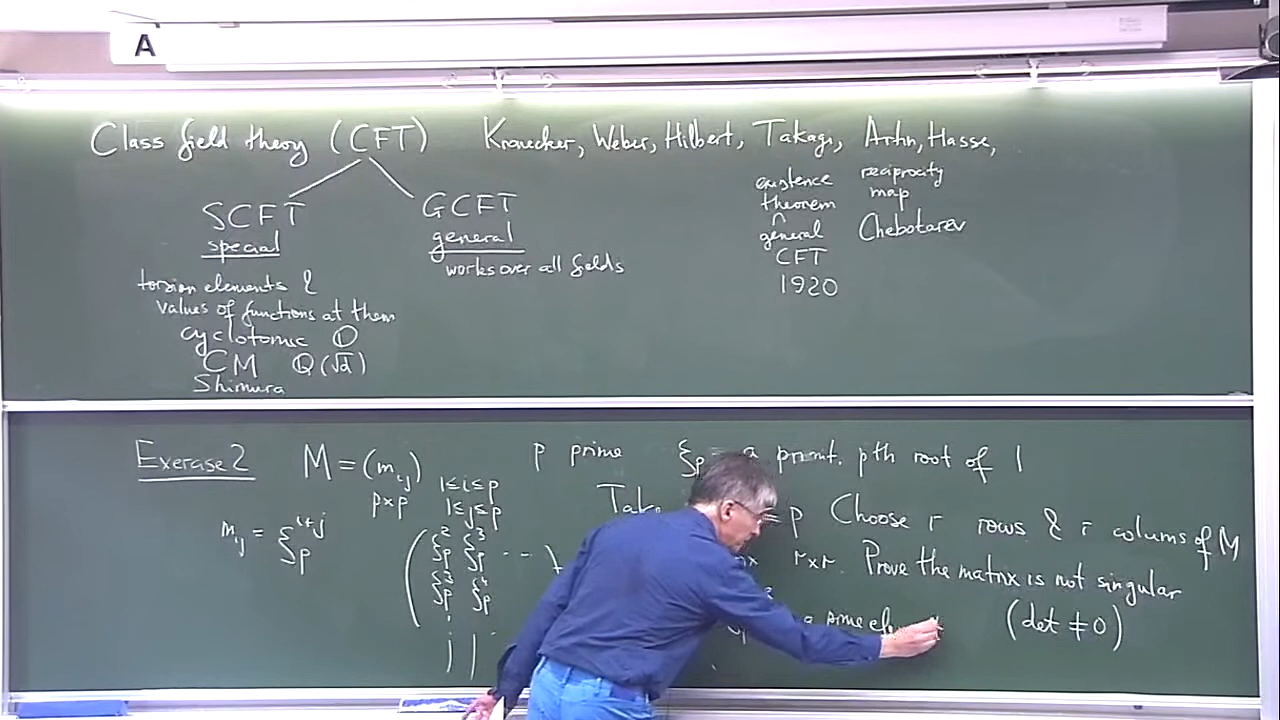 A
Class field theory (CFT) Kronecker, Weber, Hilbert, Takagi, Artin, Hasse,
existence theorem
general
CFT
1920
reciprocity map
Chebotarev
SCFT
special
GCFT
general
works over all fields
torsion elements &
values of functions at them
cyclotomic Q
CM Q(√d)
Shimura
Exercise 2 M = (m_ij) p×p 1≤i≤p 1≤j≤p
p prime ξ_p = a primit. pth root of 1
m_ij = ξ_p^{i+j}
( ξ_p^2 ξ_p^3 ...
ξ_p^3 ξ_p^4
Take = p Choose r rows & r colums of M
r×r. Prove the matrix is not singular
(det ≠ 0)